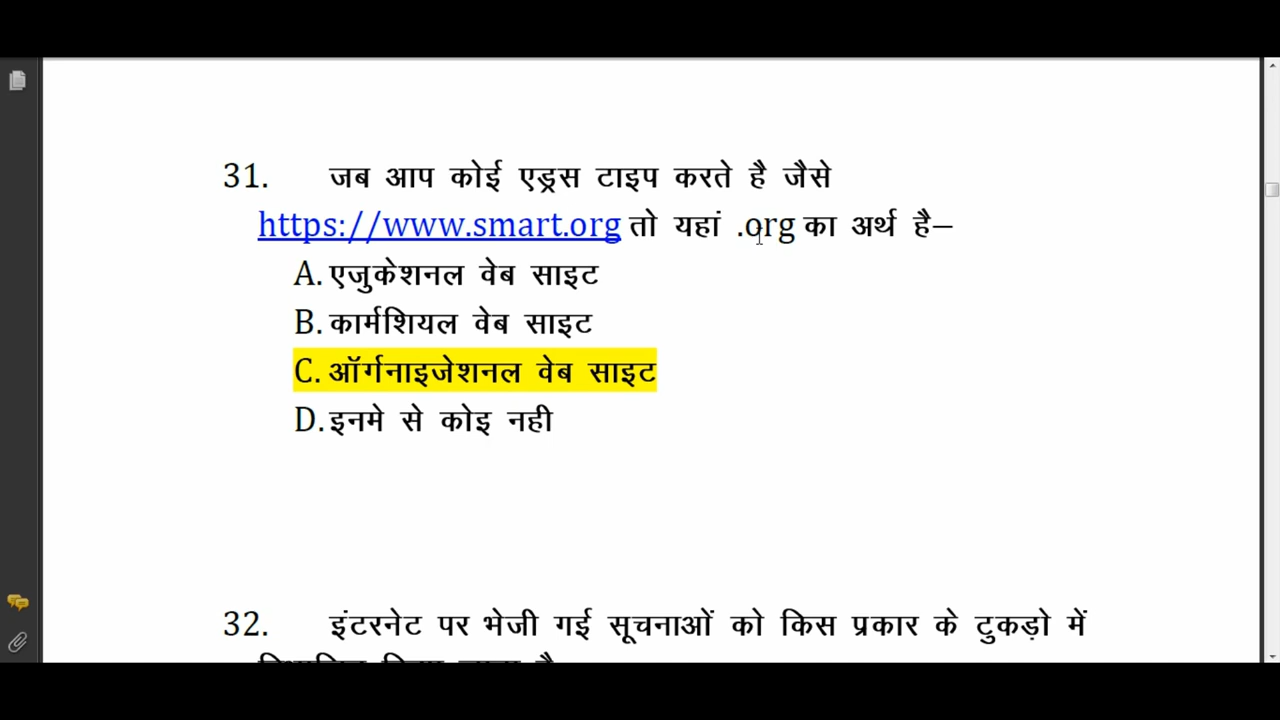 31. जब आप कोई एड्रस टाइप करते है जैसे
https://www.smart.org तो यहां .org का अर्थ है–
A. एजुकेशनल वेब साइट
B. कार्मशियल वेब साइट
C. ऑर्गनाइजेशनल वेब साइट
D. इनमे से कोइ नही
32. इंटरनेट पर भेजी गई सूचनाओं को किस प्रकार के टुकड़ो में